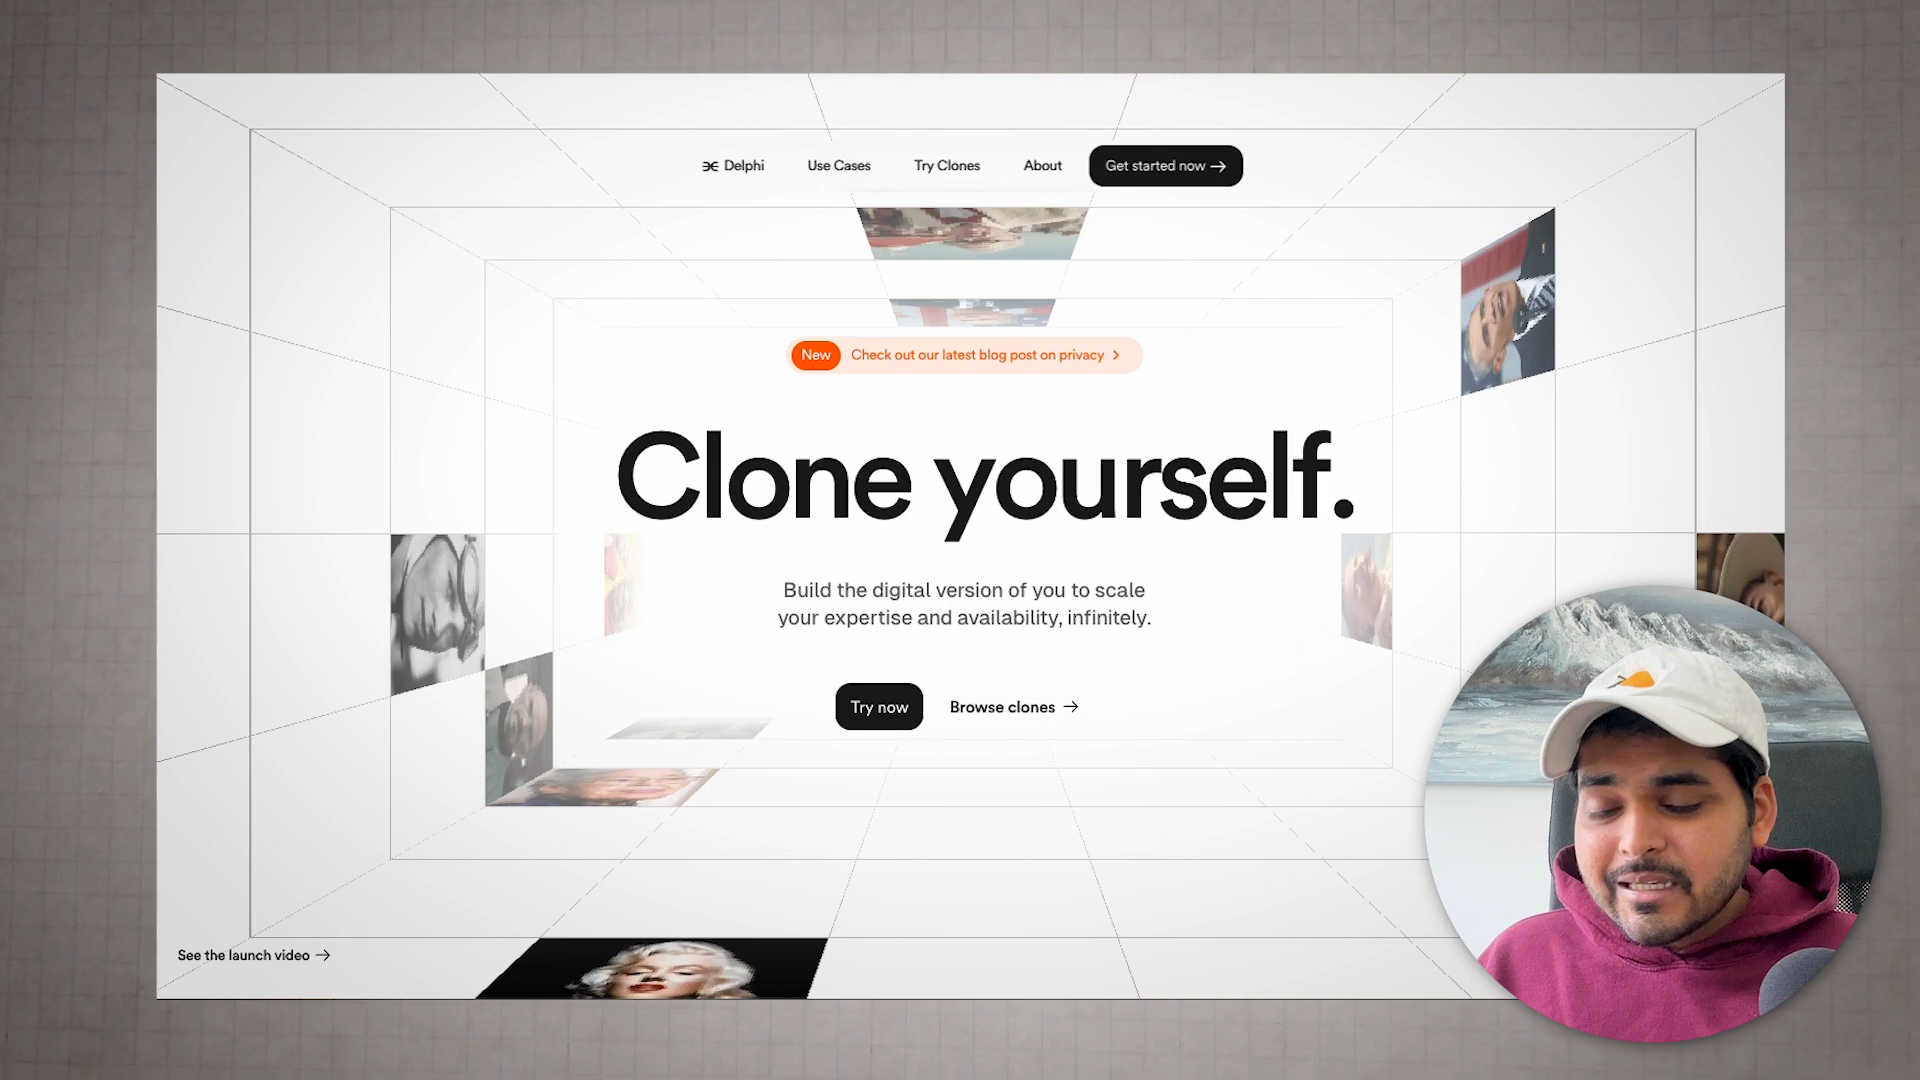 Delphi
Use Cases
Try Clones
About
Get started now
New
Check out our latest blog post on privacy
Clone yourself.
Build the digital version of you to scale
your expertise and availability, infinitely.
Try now
Browse clones
See the launch video